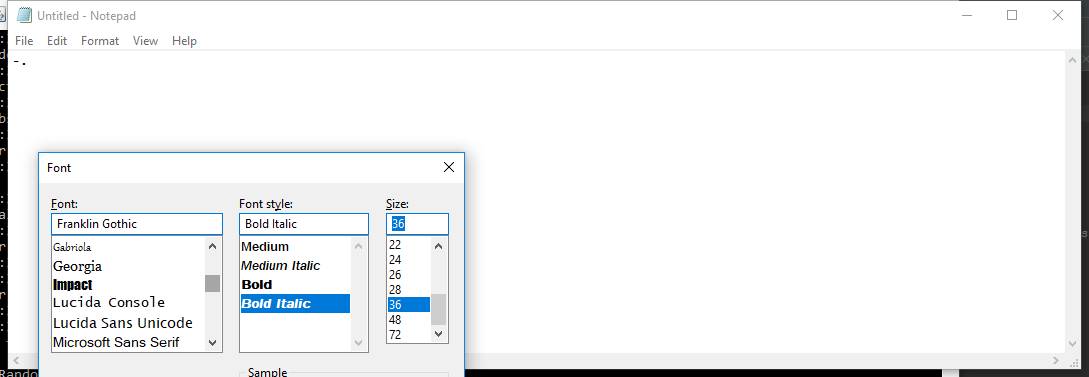 Untitled - Notepad
File Edit Format View Help
-.
Font
Font: Font style: Size:
Franklin Gothic Bold Italic 36
Gabriola Medium 22
Georgia Medium Italic 24
Impact Bold 26
Lucida Console Bold Italic 28
Lucida Sans Unicode 36
Microsoft Sans Serif 48
72
Sample
Rando